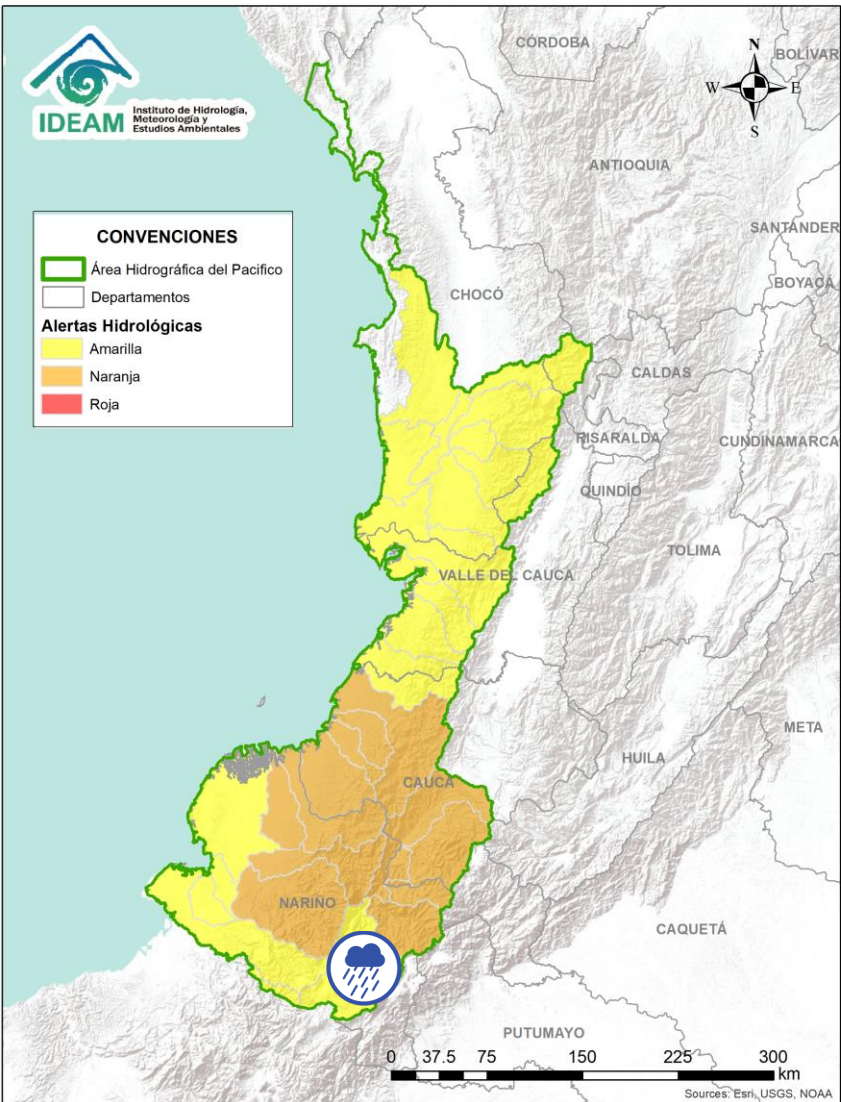 IDEAM
Instituto de Hidrología,
Meteorología y
Estudios Ambientales
N
W
E
S
CÓRDOBA
BOLÍVAR
ANTIOQUIA
SANTANDER
BOYACÁ
CHOCÓ
CALDAS
RISARALDA
CUNDINAMARCA
QUINDÍO
TOLIMA
VALLE DEL CAUCA
META
HUILA
CAUCA
NARIÑO
CAQUETÁ
PUTUMAYO
CONVENCIONES
Área Hidrográfica del Pacifico
Departamentos
Alertas Hidrológicas
Amarilla
Naranja
Roja
0 37.5 75 150 225 300
km
Sources: Esri, USGS, NOAA